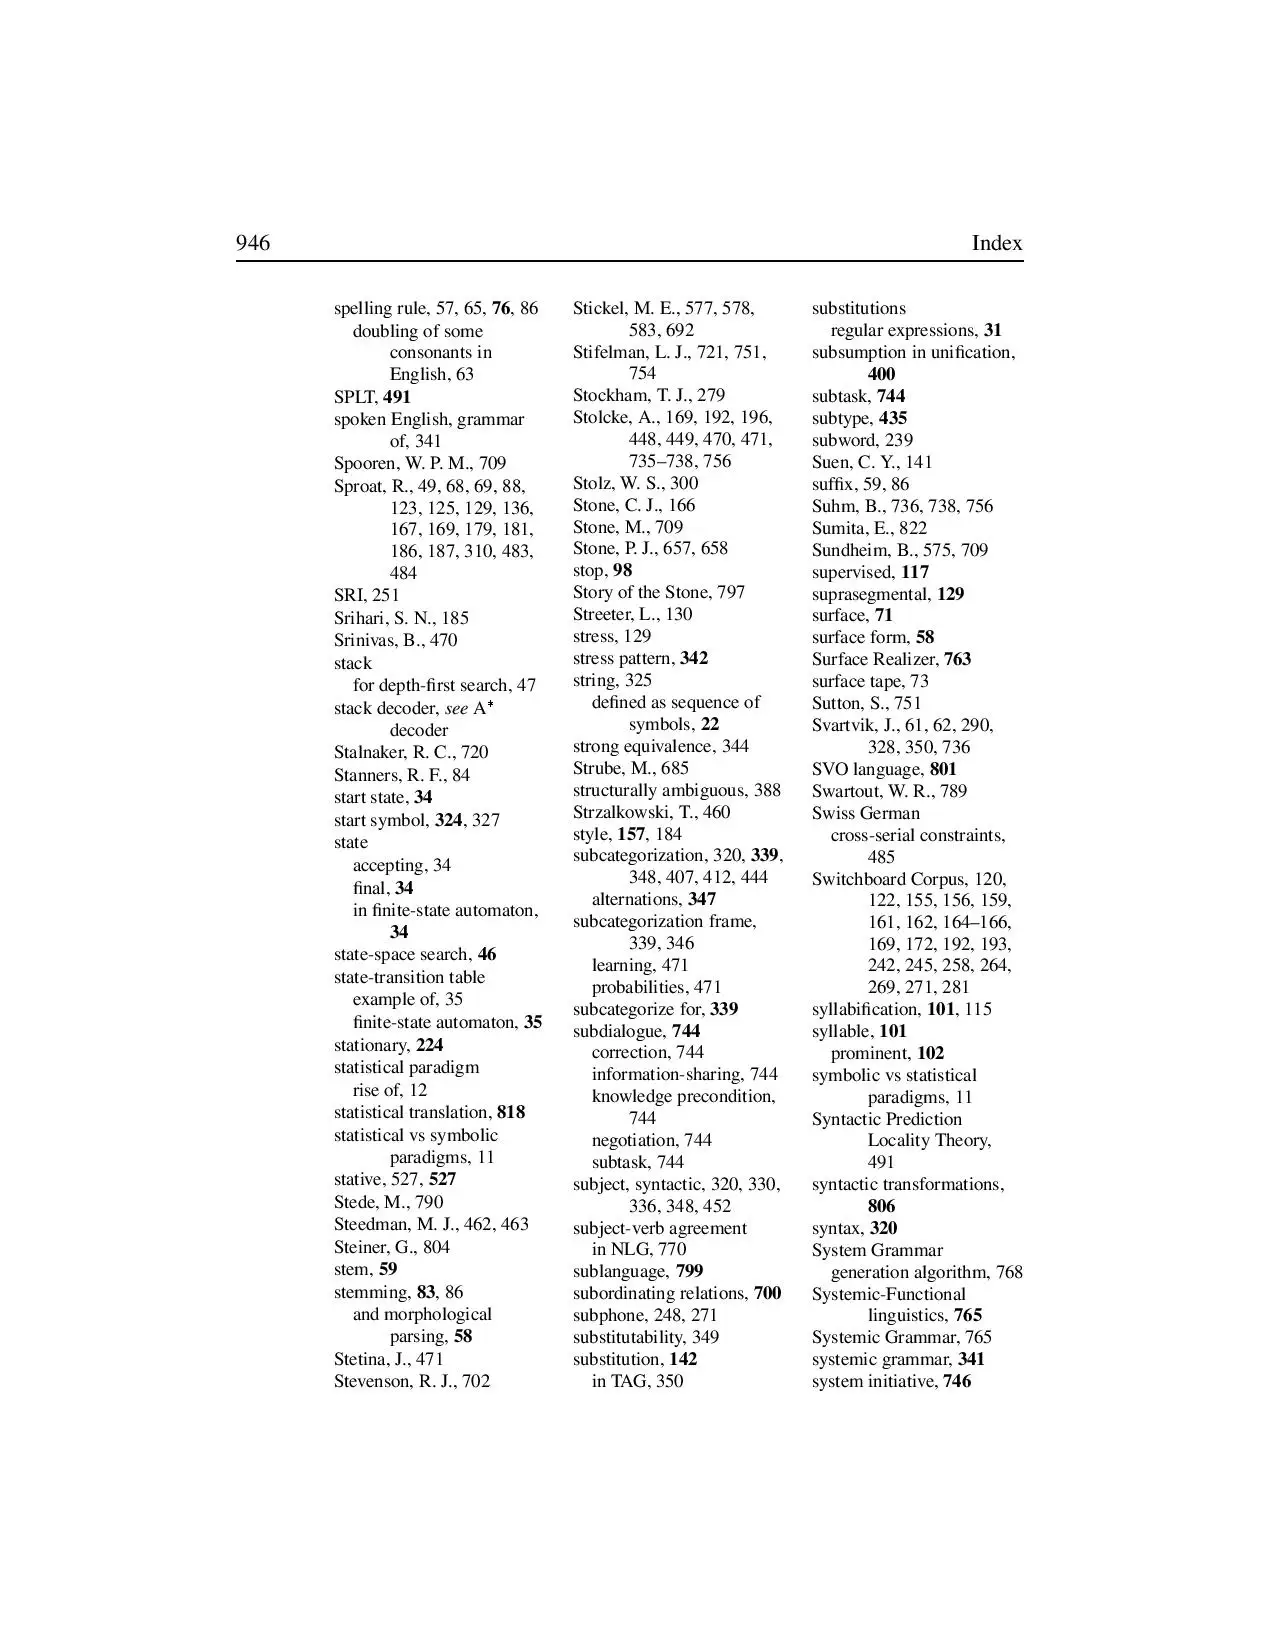 946
Index
spelling rule, 57, 65, 76, 86
doubling of some
consonants in
English, 63
SPLT, 491
spoken English, grammar
of, 341
Spooren, W. P. M., 709
Sproat, R., 49, 68, 69, 88,
123, 125, 129, 136,
167, 169, 179, 181,
186, 187, 310, 483,
484
SRI, 251
Srihari, S. N., 185
Srinivas, B., 470
stack
for depth-first search, 47
stack decoder, see A*
decoder
Stalnaker, R. C., 720
Stanners, R. F., 84
start state, 34
start symbol, 324, 327
state
accepting, 34
final, 34
in finite-state automaton,
34
state-space search, 46
state-transition table
example of, 35
finite-state automaton, 35
stationary, 224
statistical paradigm
rise of, 12
statistical translation, 818
statistical vs symbolic
paradigms, 11
stative, 527, 527
Stede, M., 790
Steedman, M. J., 462, 463
Steiner, G., 804
stem, 59
stemming, 83, 86
and morphological
parsing, 58
Stetina, J., 471
Stevenson, R. J., 702
Stickel, M. E., 577, 578,
583, 692
Stifelman, L. J., 721, 751,
754
Stockham, T. J., 279
Stolcke, A., 169, 192, 196,
448, 449, 470, 471,
735–738, 756
Stolz, W. S., 300
Stone, C. J., 166
Stone, M., 709
Stone, P. J., 657, 658
stop, 98
Story of the Stone, 797
Streeter, L., 130
stress, 129
stress pattern, 342
string, 325
defined as sequence of
symbols, 22
strong equivalence, 344
Strube, M., 685
structurally ambiguous, 388
Strzalkowski, T., 460
style, 157, 184
subcategorization, 320, 339,
348, 407, 412, 444
alternations, 347
subcategorization frame,
339, 346
learning, 471
probabilities, 471
subcategorize for, 339
subdialogue, 744
correction, 744
information-sharing, 744
knowledge precondition,
744
negotiation, 744
subtask, 744
subject, syntactic, 320, 330,
336, 348, 452
subject-verb agreement
in NLG, 770
sublanguage, 799
subordinating relations, 700
subphone, 248, 271
substitutability, 349
substitution, 142
in TAG, 350
substitutions
regular expressions, 31
subsumption in unification,
400
subtask, 744
subtype, 435
subword, 239
Suen, C. Y., 141
suffix, 59, 86
Suhm, B., 736, 738, 756
Sumita, E., 822
Sundheim, B., 575, 709
supervised, 117
suprasegmental, 129
surface, 71
surface form, 58
Surface Realizer, 763
surface tape, 73
Sutton, S., 751
Svartvik, J., 61, 62, 290,
328, 350, 736
SVO language, 801
Swartout, W. R., 789
Swiss German
cross-serial constraints,
485
Switchboard Corpus, 120,
122, 155, 156, 159,
161, 162, 164–166,
169, 172, 192, 193,
242, 245, 258, 264,
269, 271, 281
syllabification, 101, 115
syllable, 101
prominent, 102
symbolic vs statistical
paradigms, 11
Syntactic Prediction
Locality Theory,
491
syntactic transformations,
806
syntax, 320
System Grammar
generation algorithm, 768
Systemic-Functional
linguistics, 765
Systemic Grammar, 765
systemic grammar, 341
system initiative, 746